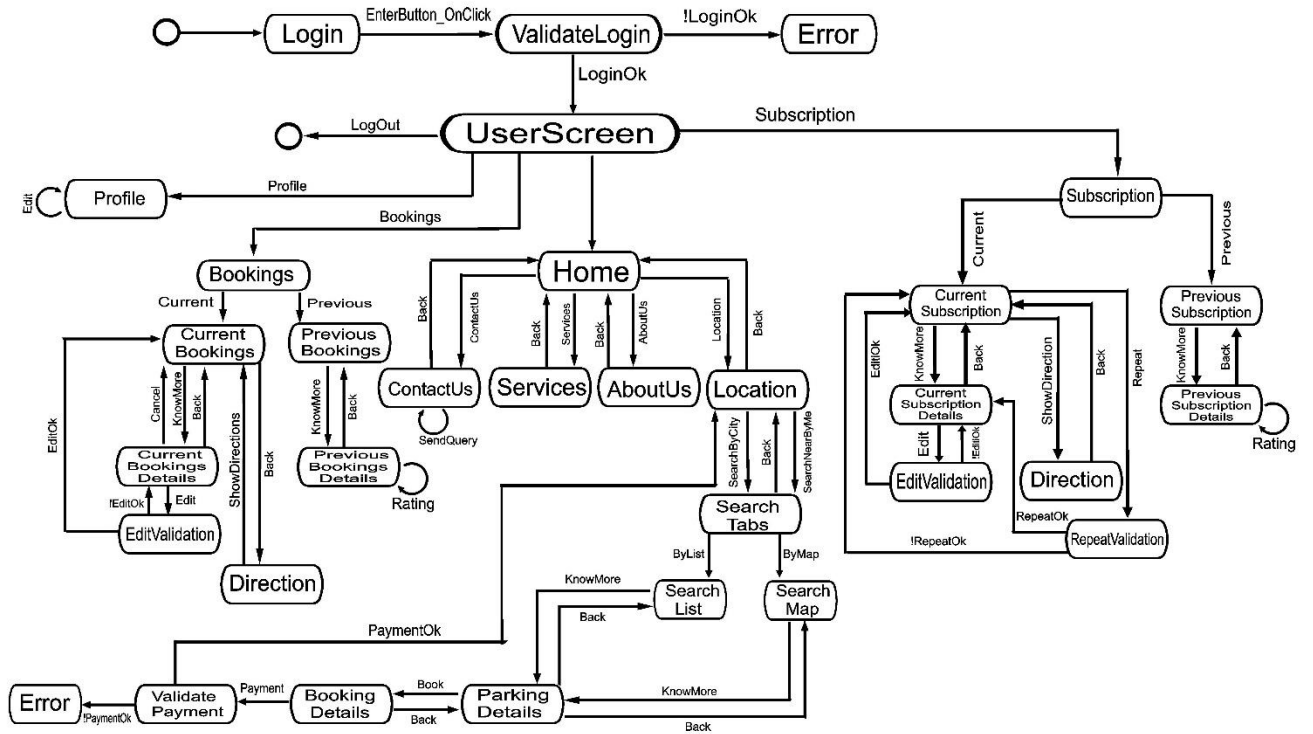 EnterButton_OnClick
!LoginOk
Login
ValidateLogin
Error
LoginOk
Subscription
LogOut
UserScreen
Profile
Edit
Profile
Subscription
Bookings
Current
Previous
Bookings
Home
Current
Previous
Back
ContactUs
Back
Services
Back
AboutUs
Location
Back
Current
Subscription
Previous
Subscription
Current
Bookings
Previous
Bookings
EditOk
KnowMore
Back
ShowDirection
Back
Repeat
KnowMore
Back
ContactUs
Services
AboutUs
Location
Cancel
KnowMore
Back
KnowMore
Back
Current
Subscription
Details
Previous
Subscription
Details
EditOk
SendQuery
SearchByCity
Back
SearchNearByMe
Rating
Current
Bookings
Details
ShowDirections
Back
Previous
Bookings
Details
Rating
Edit
!EditOk
!EditOk
Edit
EditValidation
Direction
Search
Tabs
EditValidation
RepeatOk
!RepeatOk
RepeatValidation
Direction
ByList
ByMap
KnowMore
Search
List
Search
Map
Back
PaymentOk
Error
!PaymentOk
Validate
Payment
Payment
Booking
Details
Book
Back
Parking
Details
KnowMore
Back